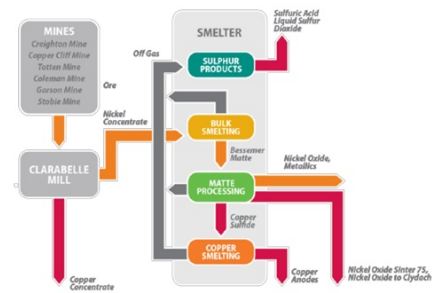 MINES
Creighton Mine
Copper Cliff Mine
Totten Mine
Coleman Mine
Garson Mine
Stobie Mine
Ore
CLARABELLE
MILL
Nickel
Concentrate
Copper
Concentrate
SMELTER
Off Gas
SULPHUR
PRODUCTS
Sulfuric Acid
Liquid Sulfur
Dioxide
BULK
SMELTING
Bessemer
Matte
MATTE
PROCESSING
Nickel Oxide,
Metallics
Copper
Sulfide
COPPER
SMELTING
Copper
Anodes
Nickel Oxide Sinter 75,
Nickel Oxide to Clydach